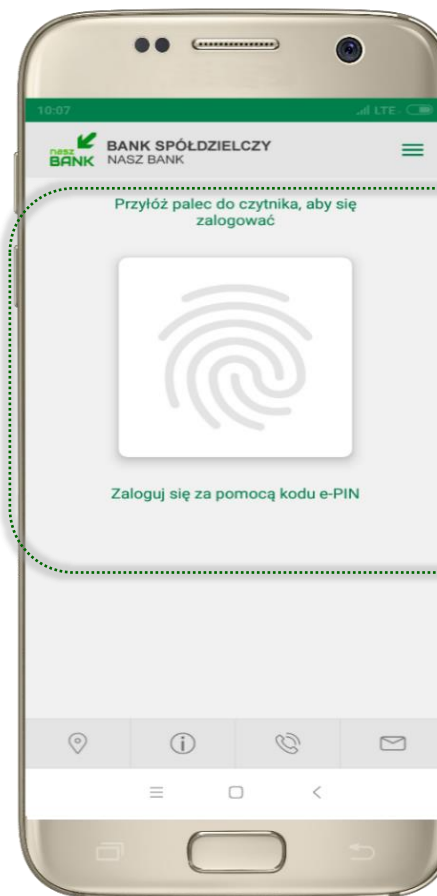 10:07 LTE
nasz BANK
BANK SPÓŁDZIELCZY
NASZ BANK
Przyłóż palec do czytnika, aby się
zalogować
Zaloguj się za pomocą kodu e-PIN